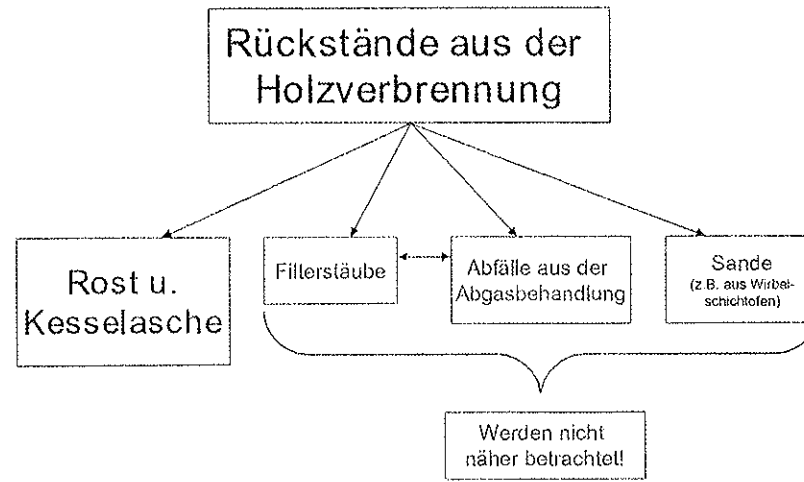 Rückstände aus der
Holzverbrennung
Rost u.
Kesselasche
Filterstäube
Abfälle aus der
Abgasbehandlung
Sande
(z.B. aus Wirbel-
schichtofen)
Werden nicht
näher betrachtet!